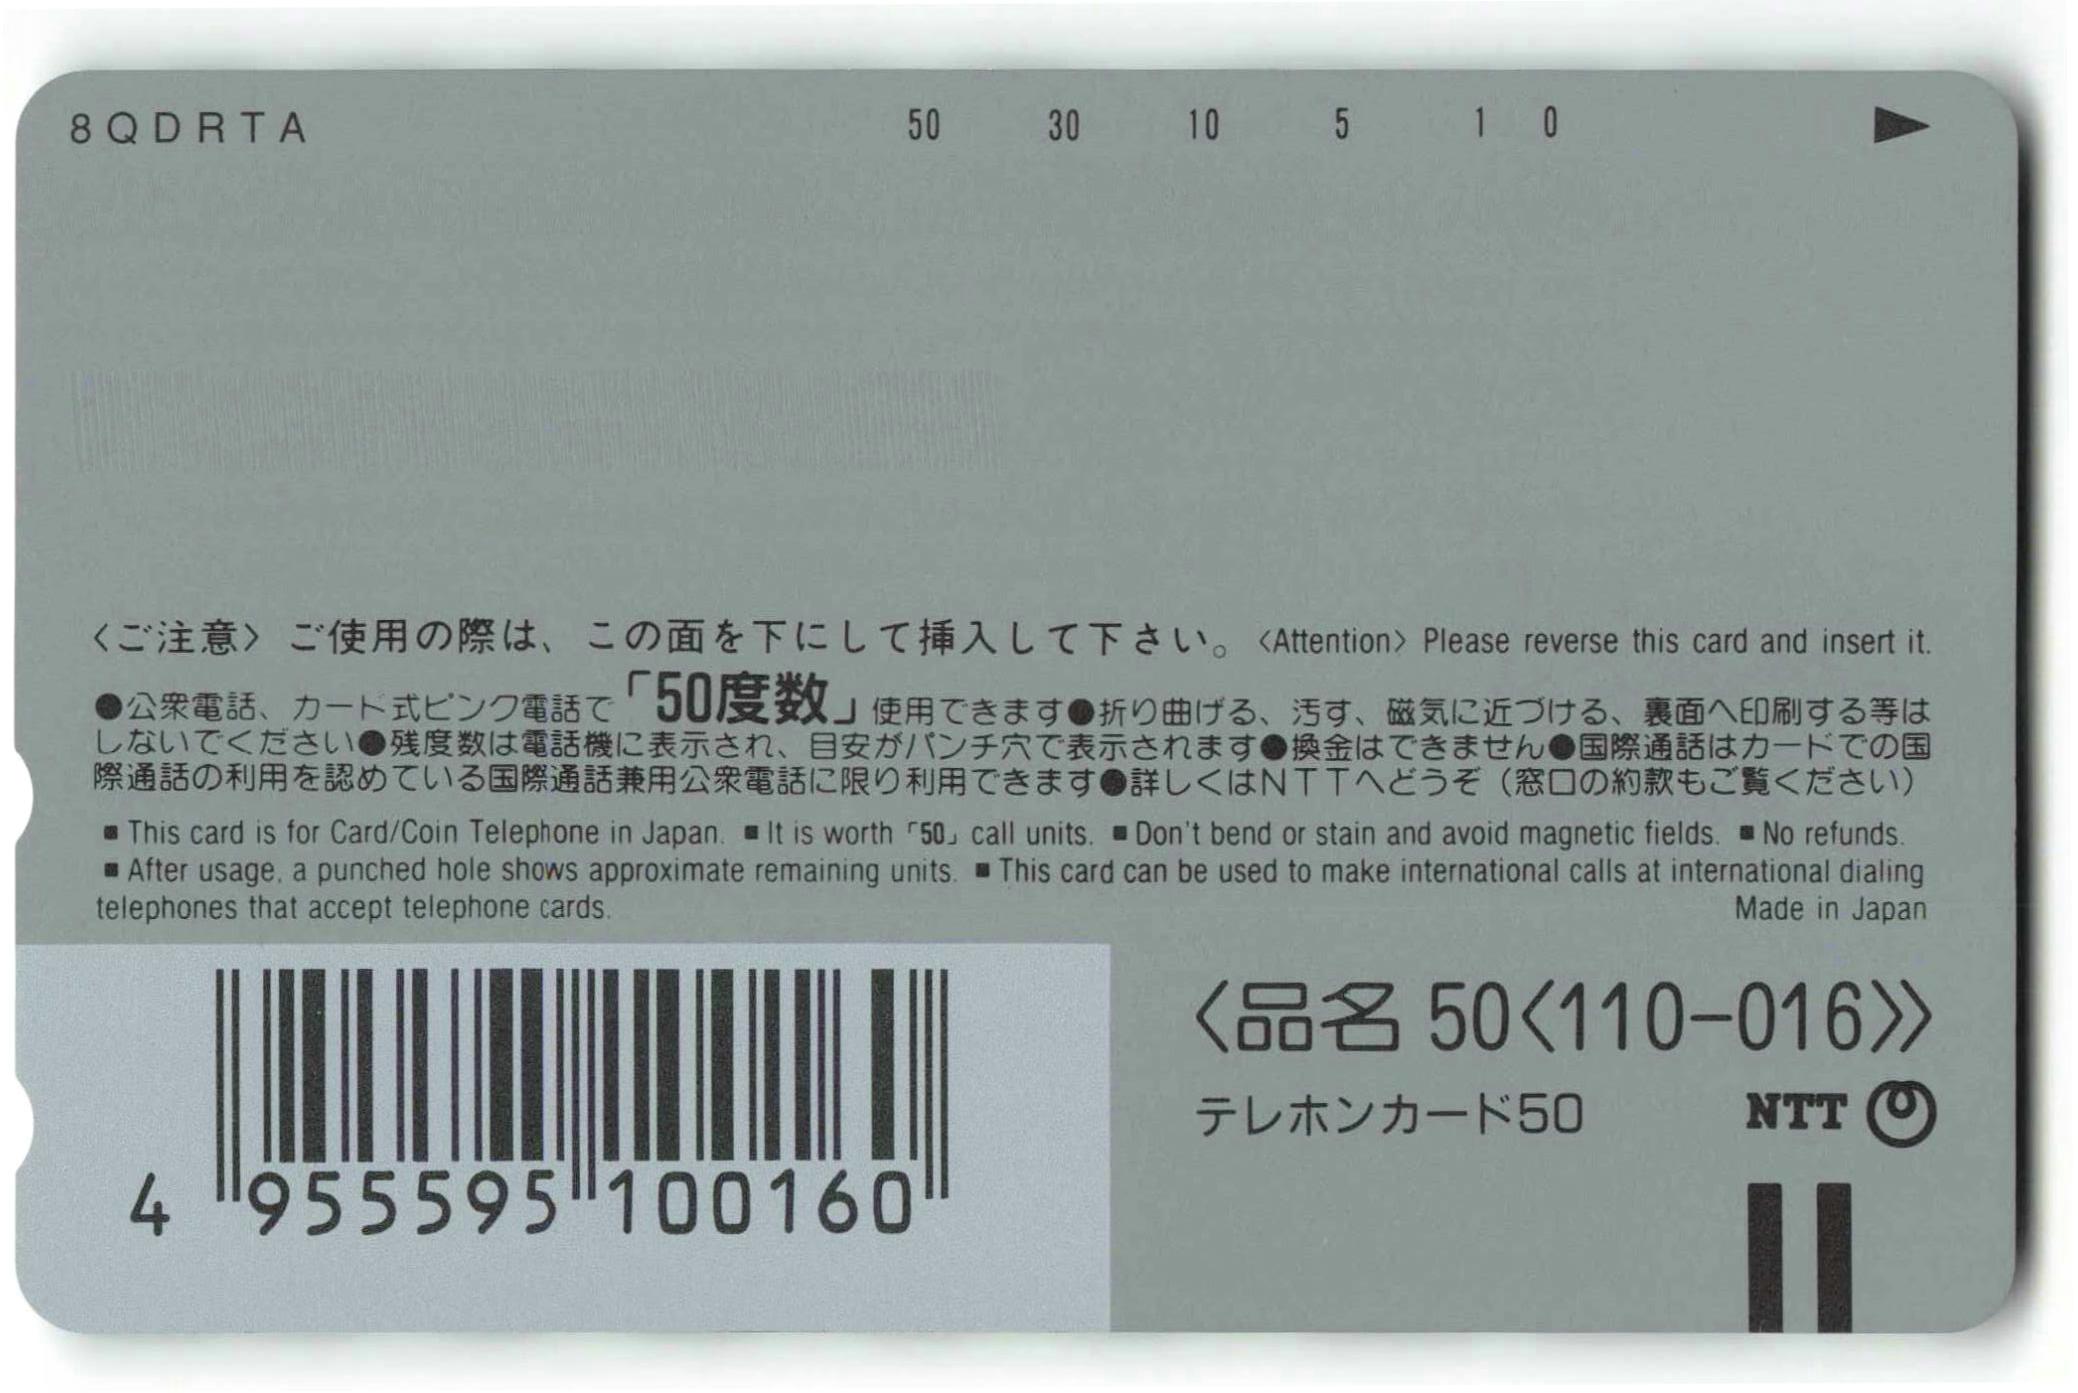 8QDRTA 50 30 10 5 1 0
〈ご注意〉ご使用の際は、この面を下にして挿入して下さい。〈Attention〉Please reverse this card and insert it.
●公衆電話、カード式ピンク電話で「50度数」使用できます●折り曲げる、汚す、磁気に近づける、裏面へ印刷する等は
しないでください●残度数は電話機に表示され、目安がパンチ穴で表示されます●換金はできません●国際通話はカードでの国
際通話の利用を認めている国際通話兼用公衆電話に限り利用できます●詳しくはNTTへどうぞ（窓口の約款もご覧ください）
■This card is for Card/Coin Telephone in Japan. ■It is worth「50」call units. ■Don't bend or stain and avoid magnetic fields. ■No refunds.
■After usage, a punched hole shows approximate remaining units. ■This card can be used to make international calls at international dialing
telephones that accept telephone cards.
Made in Japan
〈品名 50〈110-016〉〉
テレホンカード50
NTT
4 955595 100160